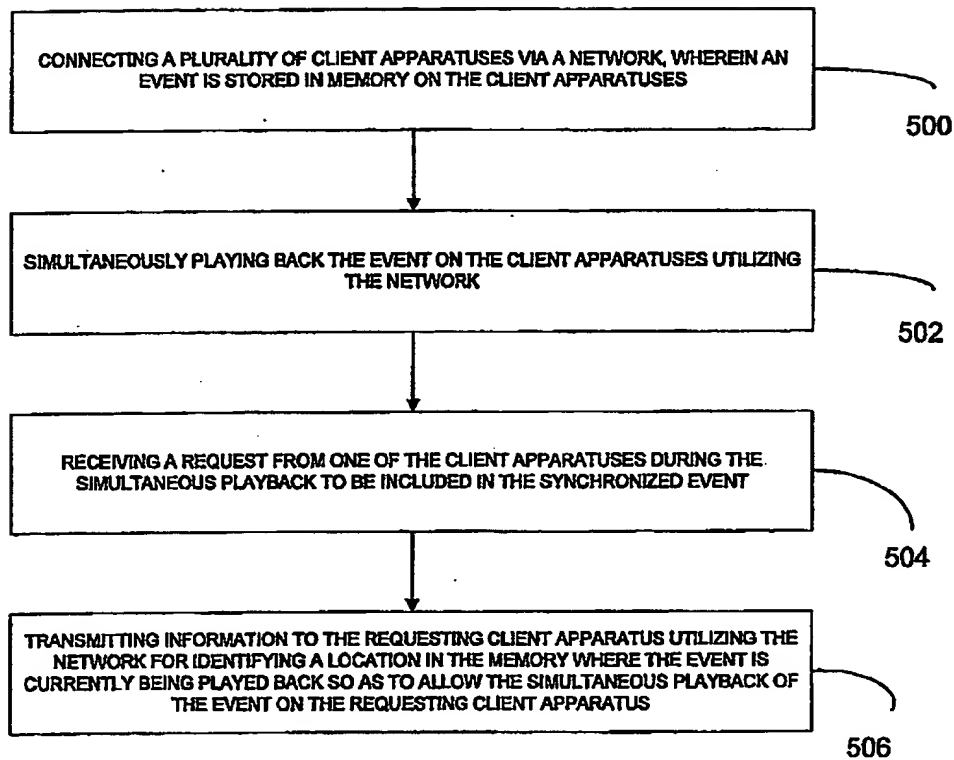 CONNECTING A PLURALITY OF CLIENT APPARATUSES VIA A NETWORK, WHEREIN AN
EVENT IS STORED IN MEMORY ON THE CLIENT APPARATUSES
500
SIMULTANEOUSLY PLAYING BACK THE EVENT ON THE CLIENT APPARATUSES UTILIZING
THE NETWORK
502
RECEIVING A REQUEST FROM ONE OF THE CLIENT APPARATUSES DURING THE
SIMULTANEOUS PLAYBACK TO BE INCLUDED IN THE SYNCHRONIZED EVENT
504
TRANSMITTING INFORMATION TO THE REQUESTING CLIENT APPARATUS UTILIZING THE
NETWORK FOR IDENTIFYING A LOCATION IN THE MEMORY WHERE THE EVENT IS
CURRENTLY BEING PLAYED BACK SO AS TO ALLOW THE SIMULTANEOUS PLAYBACK OF
THE EVENT ON THE REQUESTING CLIENT APPARATUS
506